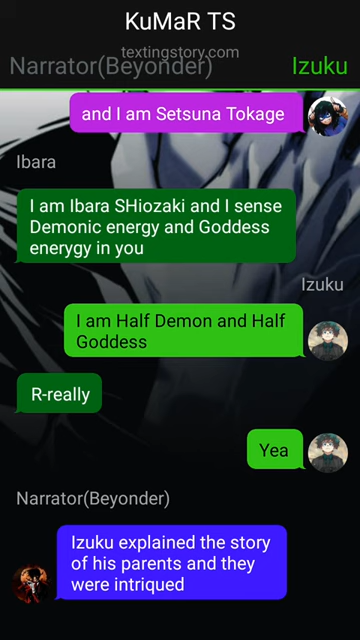 KuMaR TS
textingstory.com
Narrator(Beyonder)
Izuku
and I am Setsuna Tokage
Ibara
I am Ibara SHiozaki and I sense
Demonic energy and Goddess
enerygy in you
Izuku
I am Half Demon and Half
Goddess
R-really
Yea
Narrator(Beyonder)
Izuku explained the story
of his parents and they
were intriqued